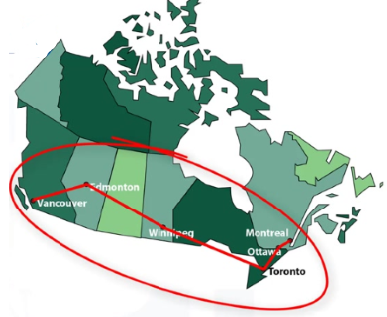 Edmonton
Vancouver
Winnipeg
Montreal
Ottawa
Toronto